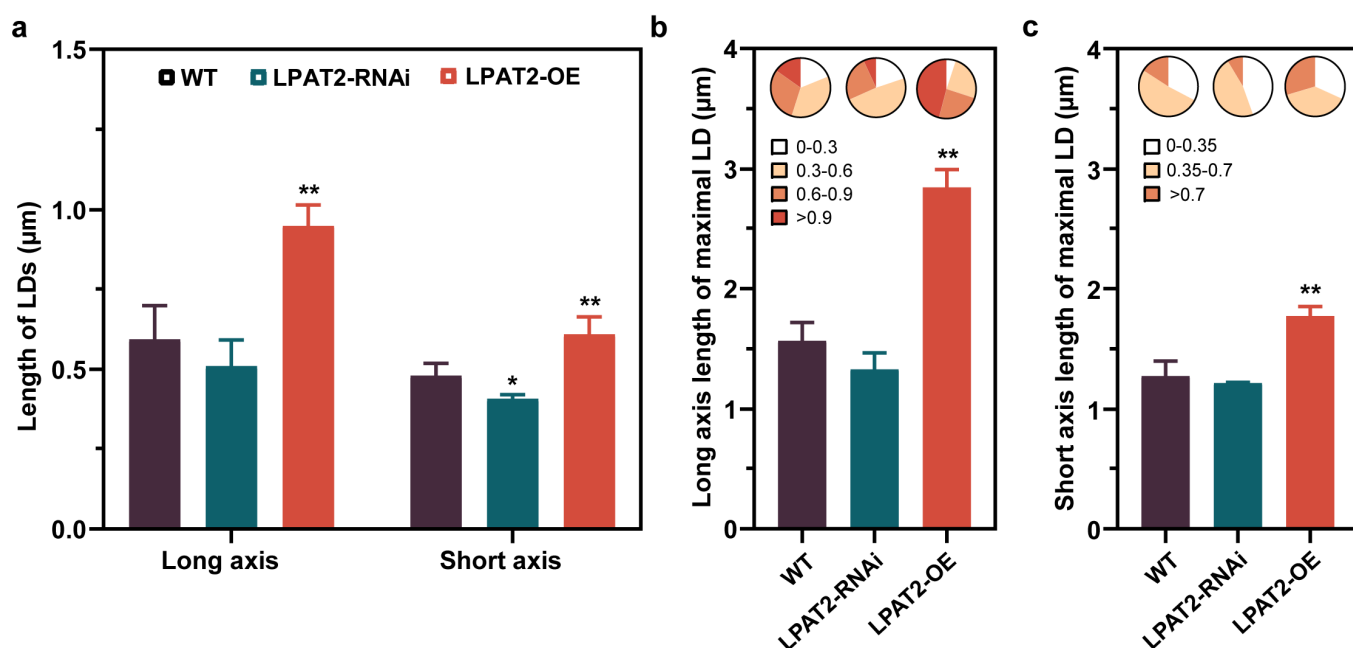 a
Length of LDs (µm)
1.5
1.0
0.5
0.0
WT LPAT2-RNAi LPAT2-OE
**
**
*
Long axis Short axis
b
Long axis length of maximal LD (µm)
4
3
2
1
0
0-0.3
0.3-0.6
0.6-0.9
>0.9
**
WT
LPAT2-RNAi
LPAT2-OE
c
Short axis length of maximal LD (µm)
4
3
2
1
0
0-0.35
0.35-0.7
>0.7
**
WT
LPAT2-RNAi
LPAT2-OE